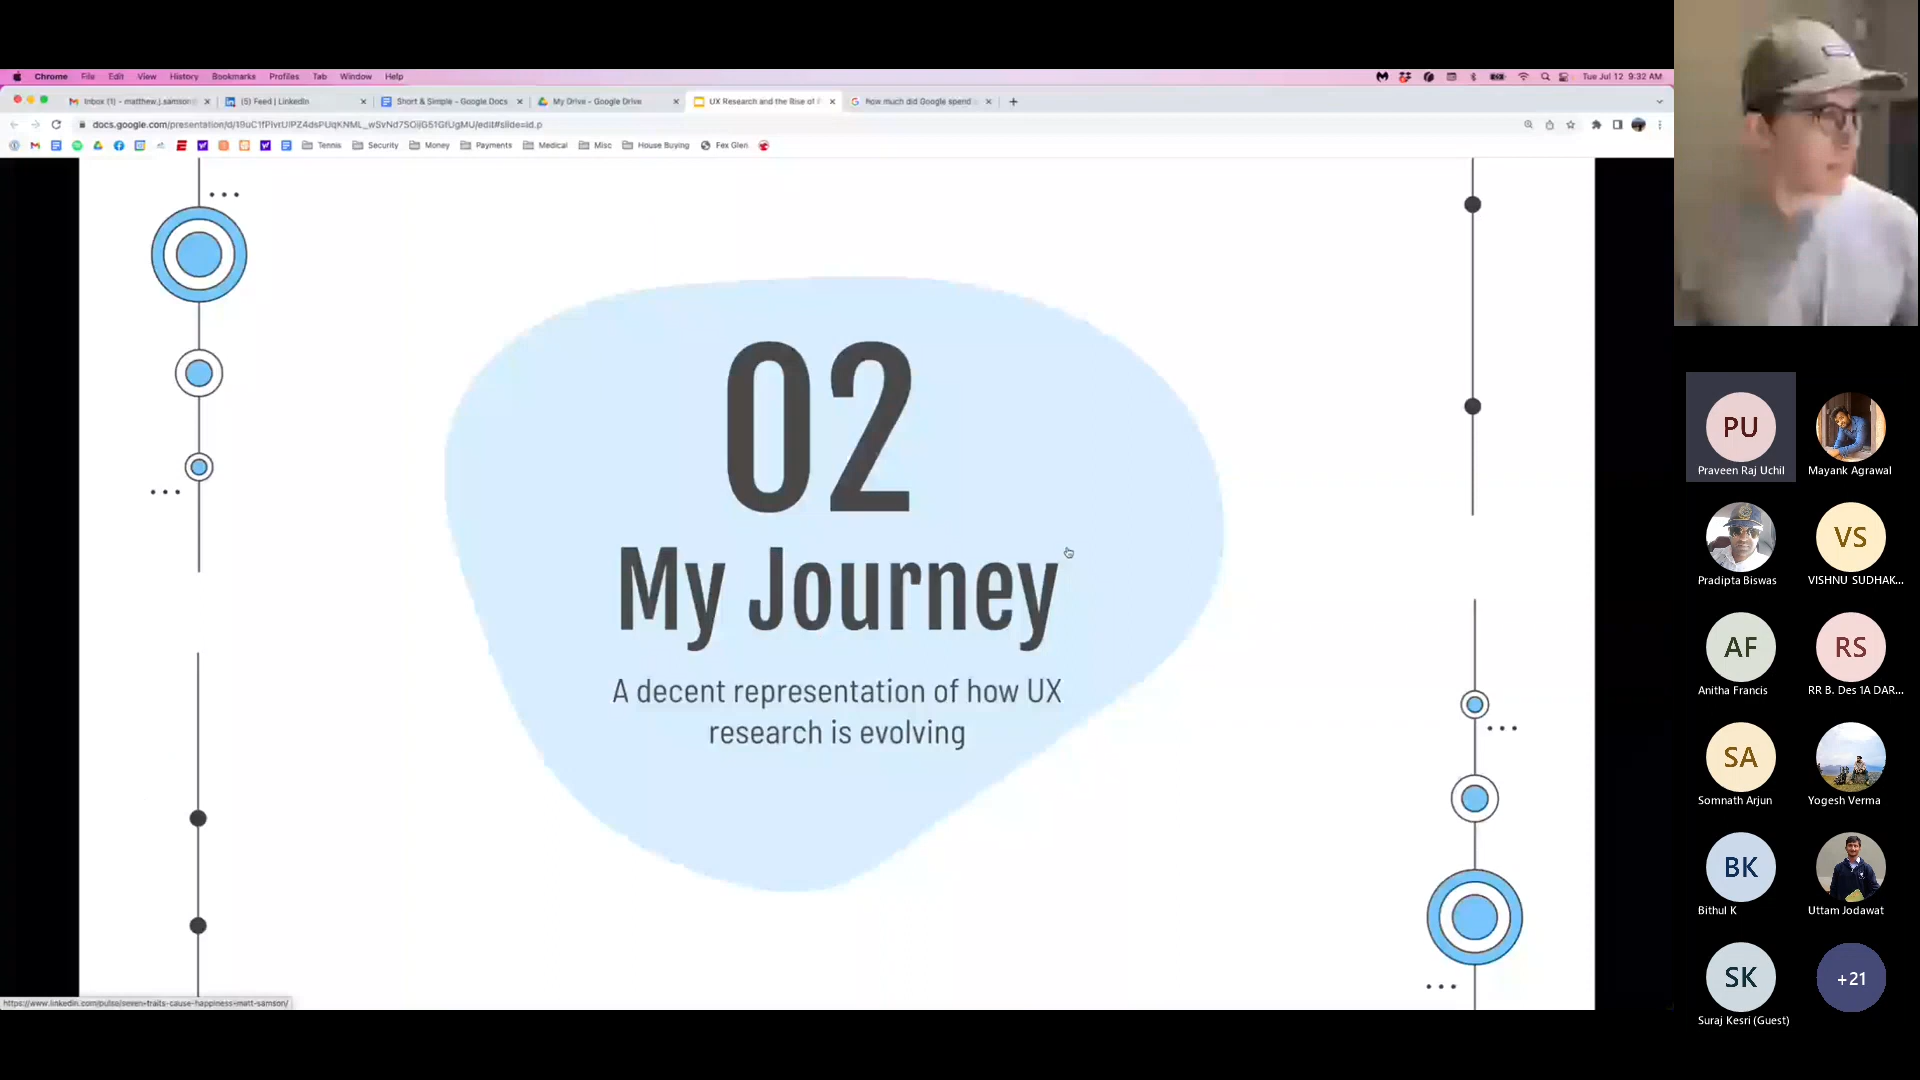 Chrome File Edit View History Bookmarks Profiles Tab Window Help
Tue Jul 12 9:32 AM
Inbox (1) - matthew.j.samson
(5) Feed | LinkedIn
Short & Simple - Google Docs
My Drive - Google Drive
UX Research and the Rise of
how much did Google spend
Tennis Security Money Payments Medical Misc House Buying Fex Glen
02
My Journey
A decent representation of how UX
research is evolving
https://www.linkedin.com/pulse/seven-traits-cause-happiness-matt-samson/
PU
Praveen Raj Uchil
Mayank Agrawal
Pradipta Biswas
VS
VISHNU SUDHAK...
AF
Anitha Francis
RS
RR B. Des 1A DAR...
SA
Somnath Arjun
Yogesh Verma
BK
Bithul K
Uttam Jodawat
SK
Suraj Kesri (Guest)
+21